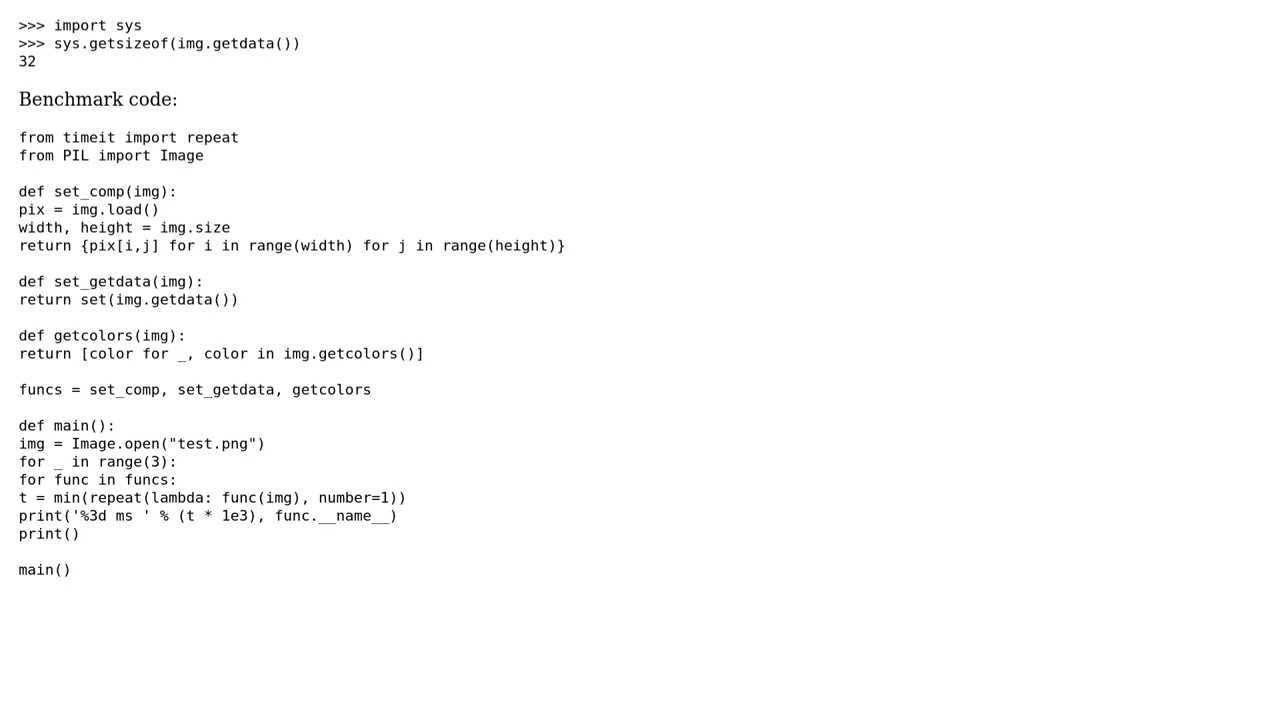 >>> import sys
>>> sys.getsizeof(img.getdata())
32
Benchmark code:
from timeit import repeat
from PIL import Image
def set_comp(img):
pix = img.load()
width, height = img.size
return {pix[i,j] for i in range(width) for j in range(height)}
def set_getdata(img):
return set(img.getdata())
def getcolors(img):
return [color for _, color in img.getcolors()]
funcs = set_comp, set_getdata, getcolors
def main():
img = Image.open("test.png")
for _ in range(3):
for func in funcs:
t = min(repeat(lambda: func(img), number=1))
print('%3d ms ' % (t * 1e3), func.__name__)
print()
main()